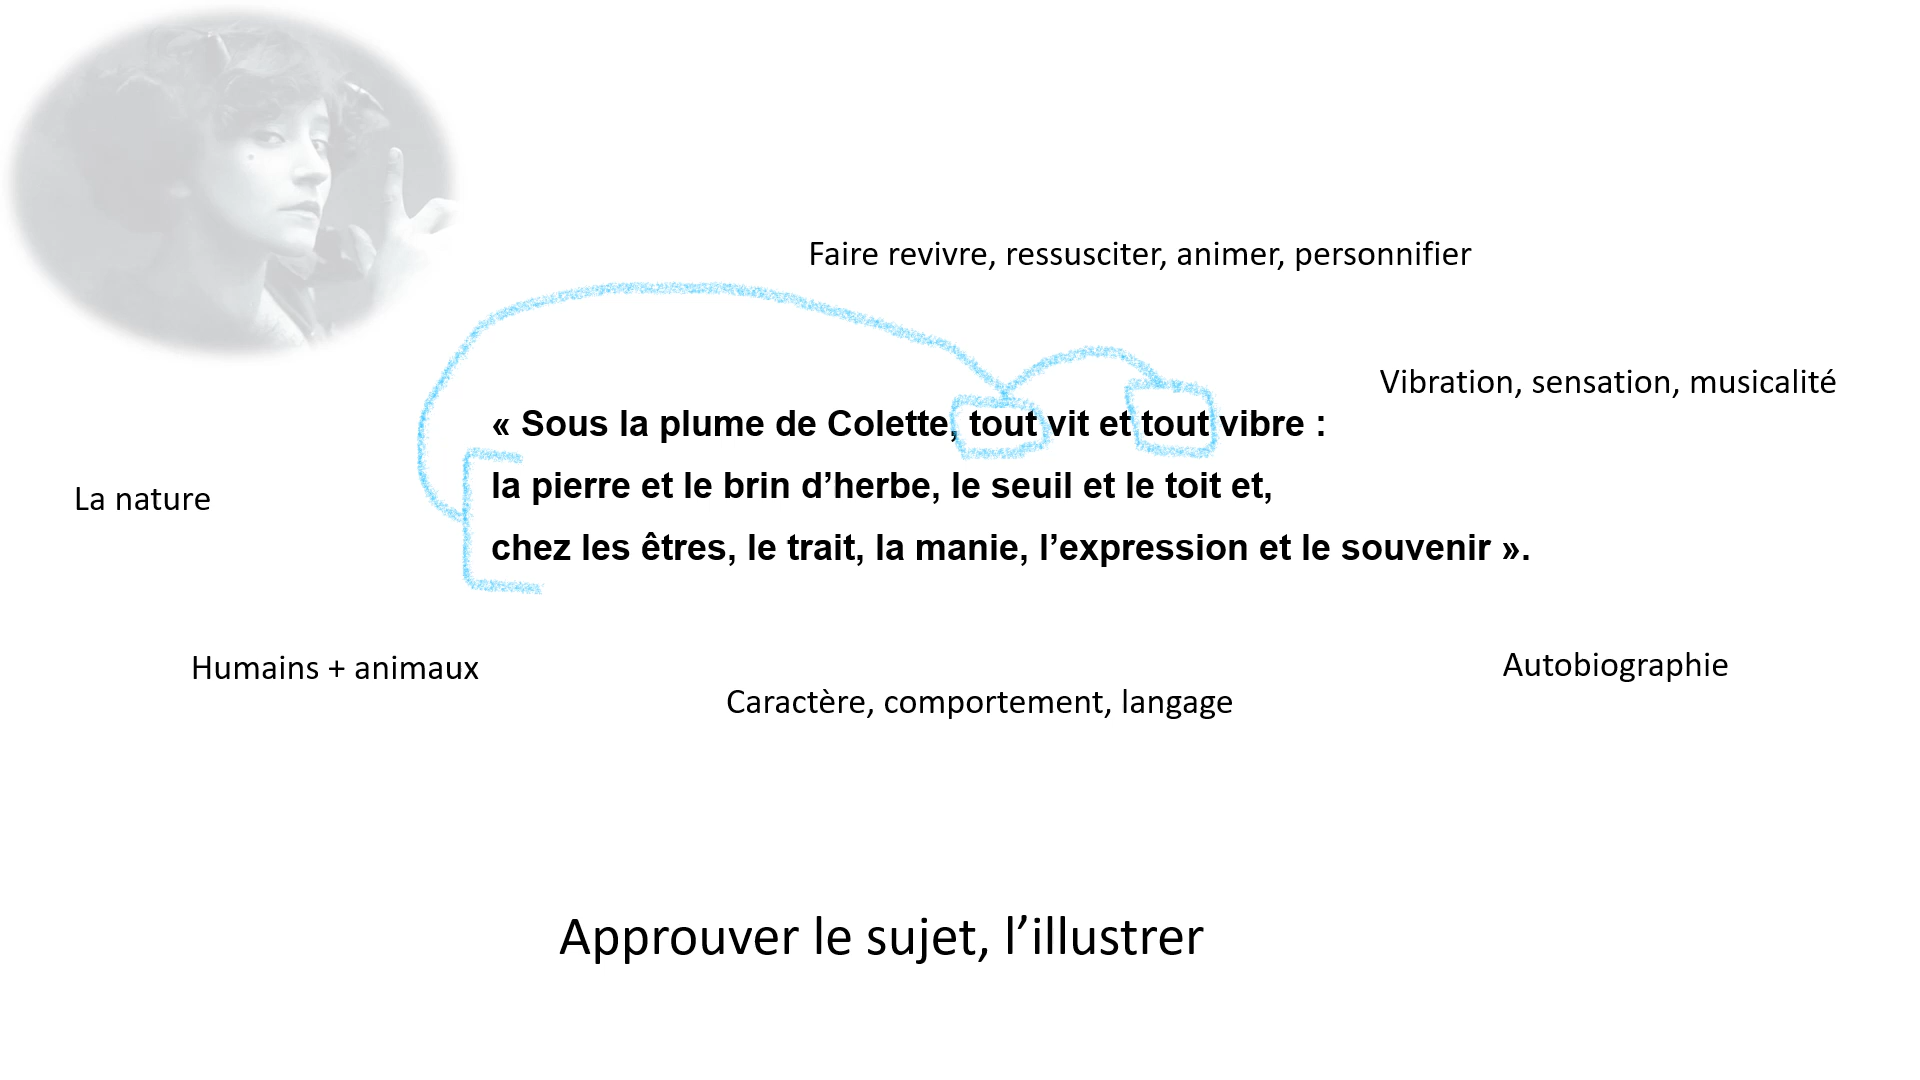 Faire revivre, ressusciter, animer, personnifier
Vibration, sensation, musicalité
« Sous la plume de Colette, tout vit et tout vibre :
la pierre et le brin d’herbe, le seuil et le toit et,
chez les êtres, le trait, la manie, l’expression et le souvenir ».
La nature
Humains + animaux
Caractère, comportement, langage
Autobiographie
Approuver le sujet, l’illustrer